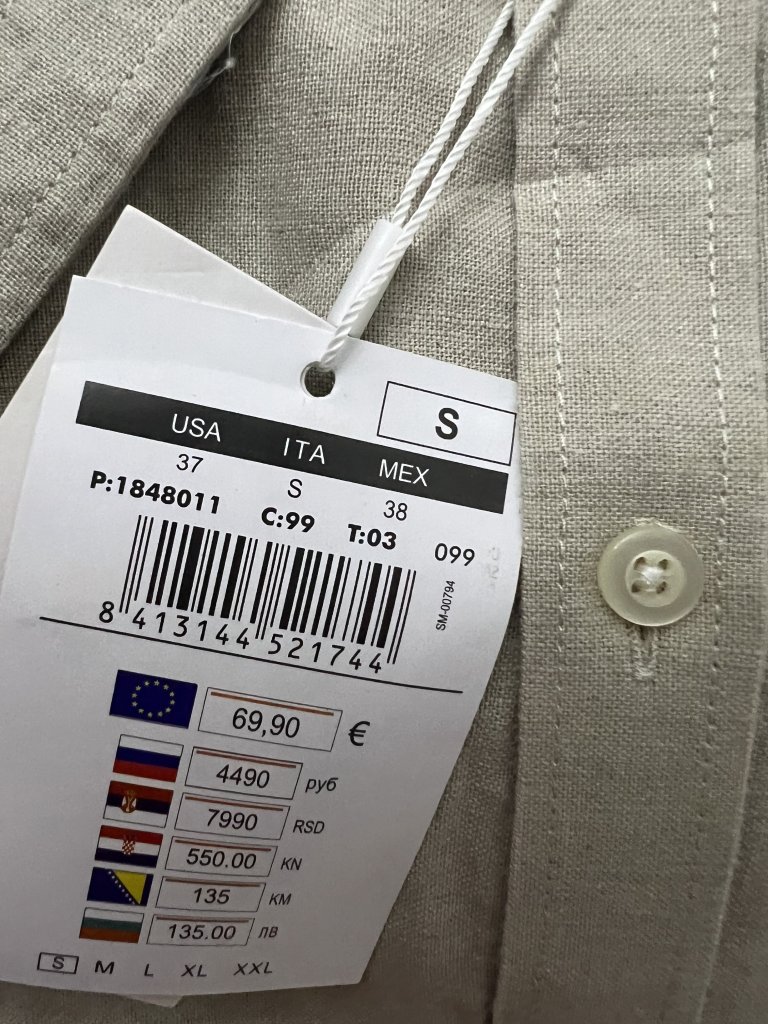 S
USA ITA MEX
37 S 38
P:1848011 C:99 T:03 099
SM-00794
8 413144 521744
69,90 €
4490 руб
7990 RSD
550.00 KN
135 KM
135.00 ЛВ
S M L XL XXL